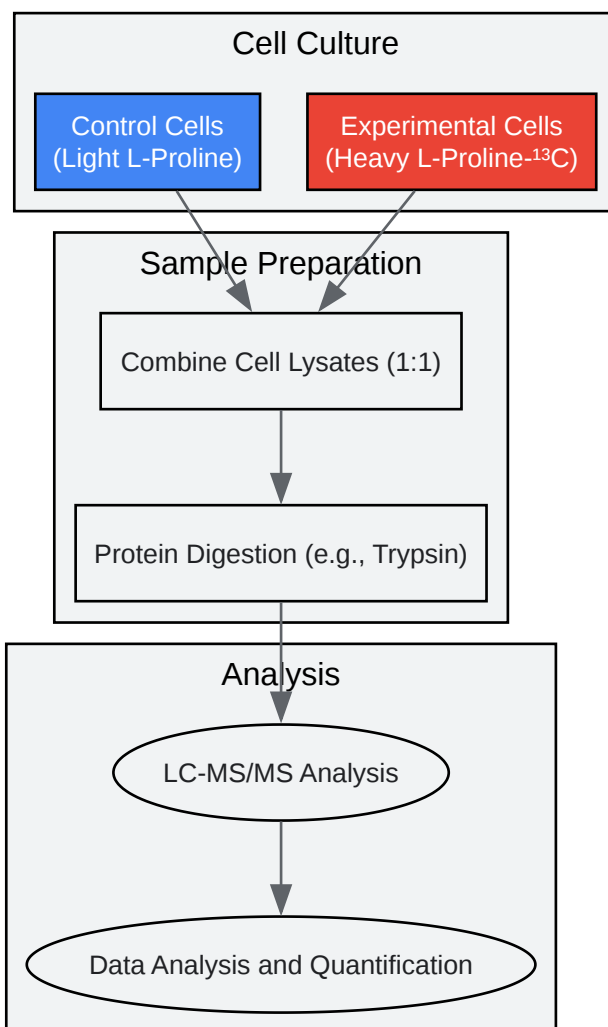 Cell Culture
Control Cells
(Light L-Proline)
Experimental Cells
(Heavy L-Proline-¹³C)
Sample Preparation
Combine Cell Lysates (1:1)
Protein Digestion (e.g., Trypsin)
Analysis
LC-MS/MS Analysis
Data Analysis and Quantification